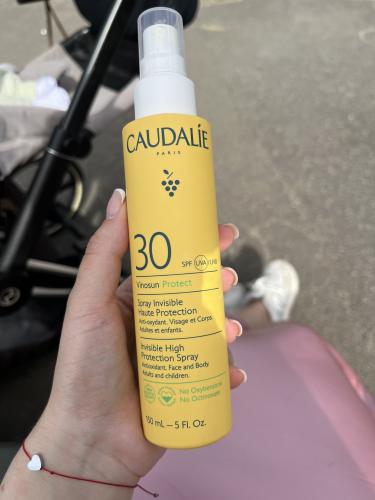 CAUDALÍE
PARIS
30
SPF UVA/UVB
Vinosun Protect
Spray Invisible
Haute Protection
Anti-oxydant. Visage et Corps.
Adultes et enfants.
Invisible High
Protection Spray
Antioxidant. Face and Body
Adults and children.
No Oxybenzone
No Octinoxate
150 mL – 5 Fl. Oz.